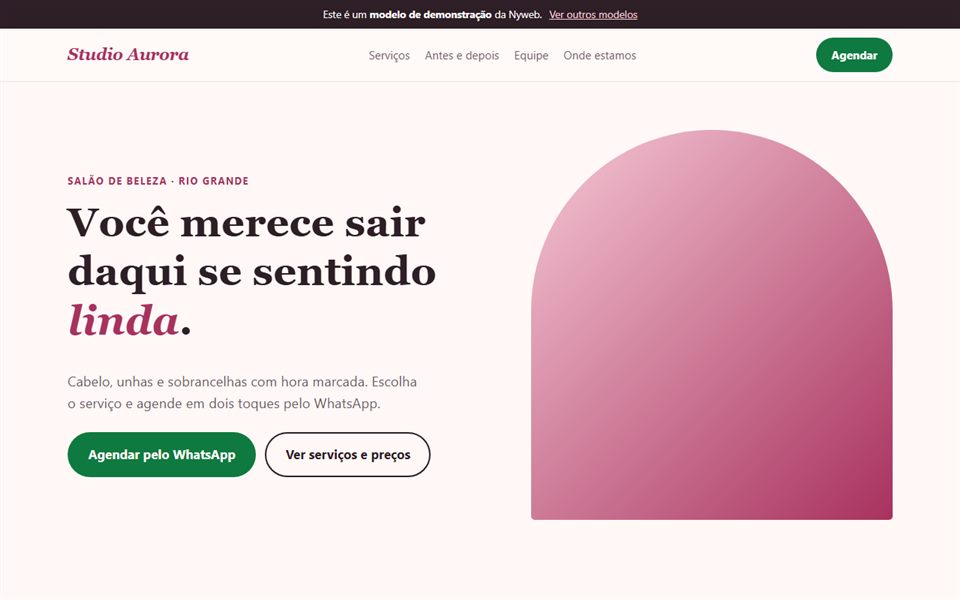 Este é um modelo de demonstração da Nyweb. Ver outros modelos
Studio Aurora
Serviços
Antes e depois
Equipe
Onde estamos
Agendar
SALÃO DE BELEZA · RIO GRANDE
Você merece sair
daqui se sentindo
linda.
Cabelo, unhas e sobrancelhas com hora marcada. Escolha
o serviço e agende em dois toques pelo WhatsApp.
Agendar pelo WhatsApp
Ver serviços e preços